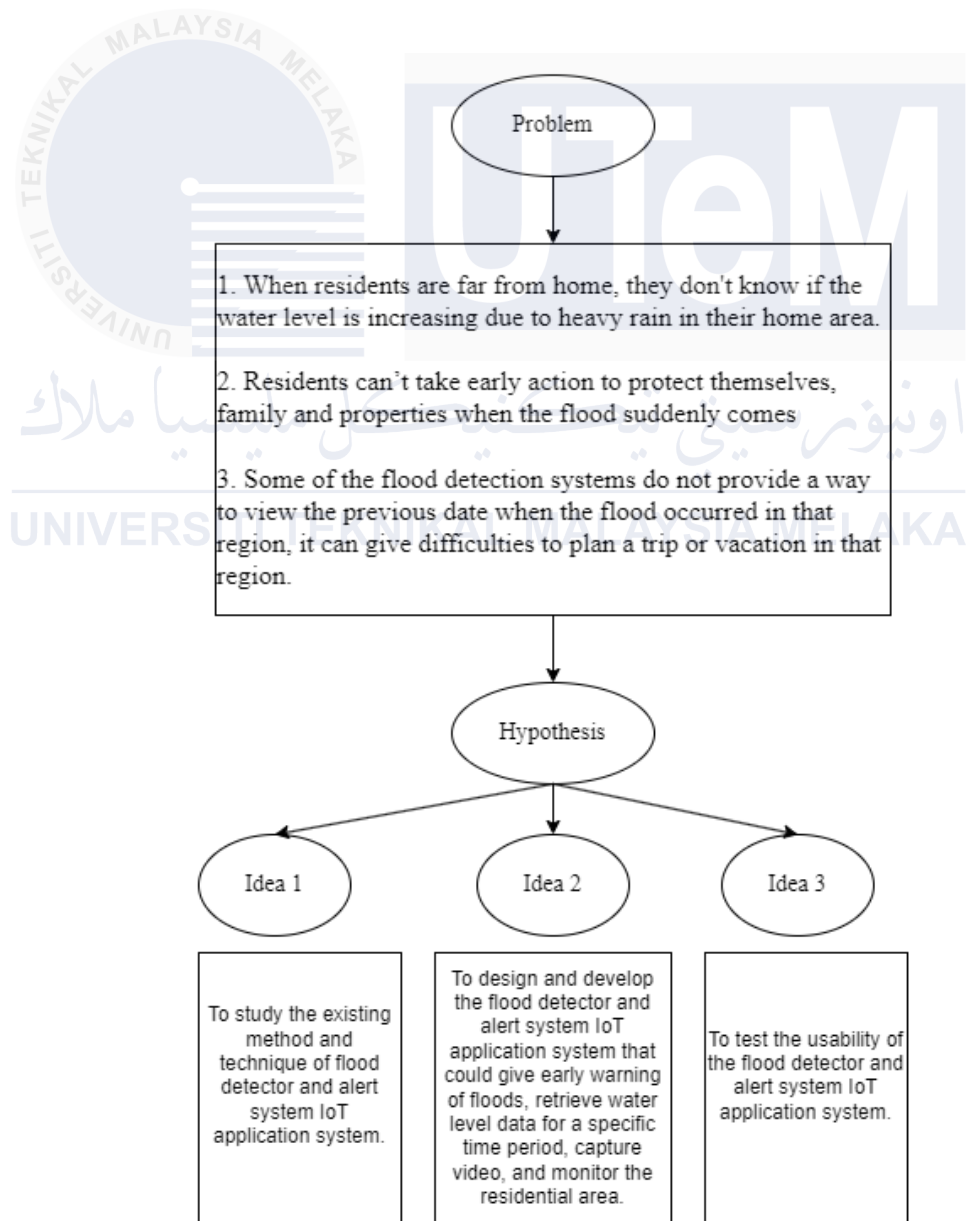 UNIVERSITI TEKNIKAL MALAYSIA MELAKA
UTeM
Problem
1. When residents are far from home, they don't know if the
water level is increasing due to heavy rain in their home area.
2. Residents can’t take early action to protect themselves,
family and properties when the flood suddenly comes
3. Some of the flood detection systems do not provide a way
to view the previous date when the flood occurred in that
region, it can give difficulties to plan a trip or vacation in that
region.
اونيؤرسيتي تيكنيكل مليسيا ملاك
UNIVERSITI TEKNIKAL MALAYSIA MELAKA
Hypothesis
Idea 1
Idea 2
Idea 3
To study the existing
method and
technique of flood
detector and alert
system IoT
application system.
To design and develop
the flood detector and
alert system IoT
application system that
could give early warning
of floods, retrieve water
level data for a specific
time period, capture
video, and monitor the
residential area.
To test the usability of
the flood detector and
alert system IoT
application system.